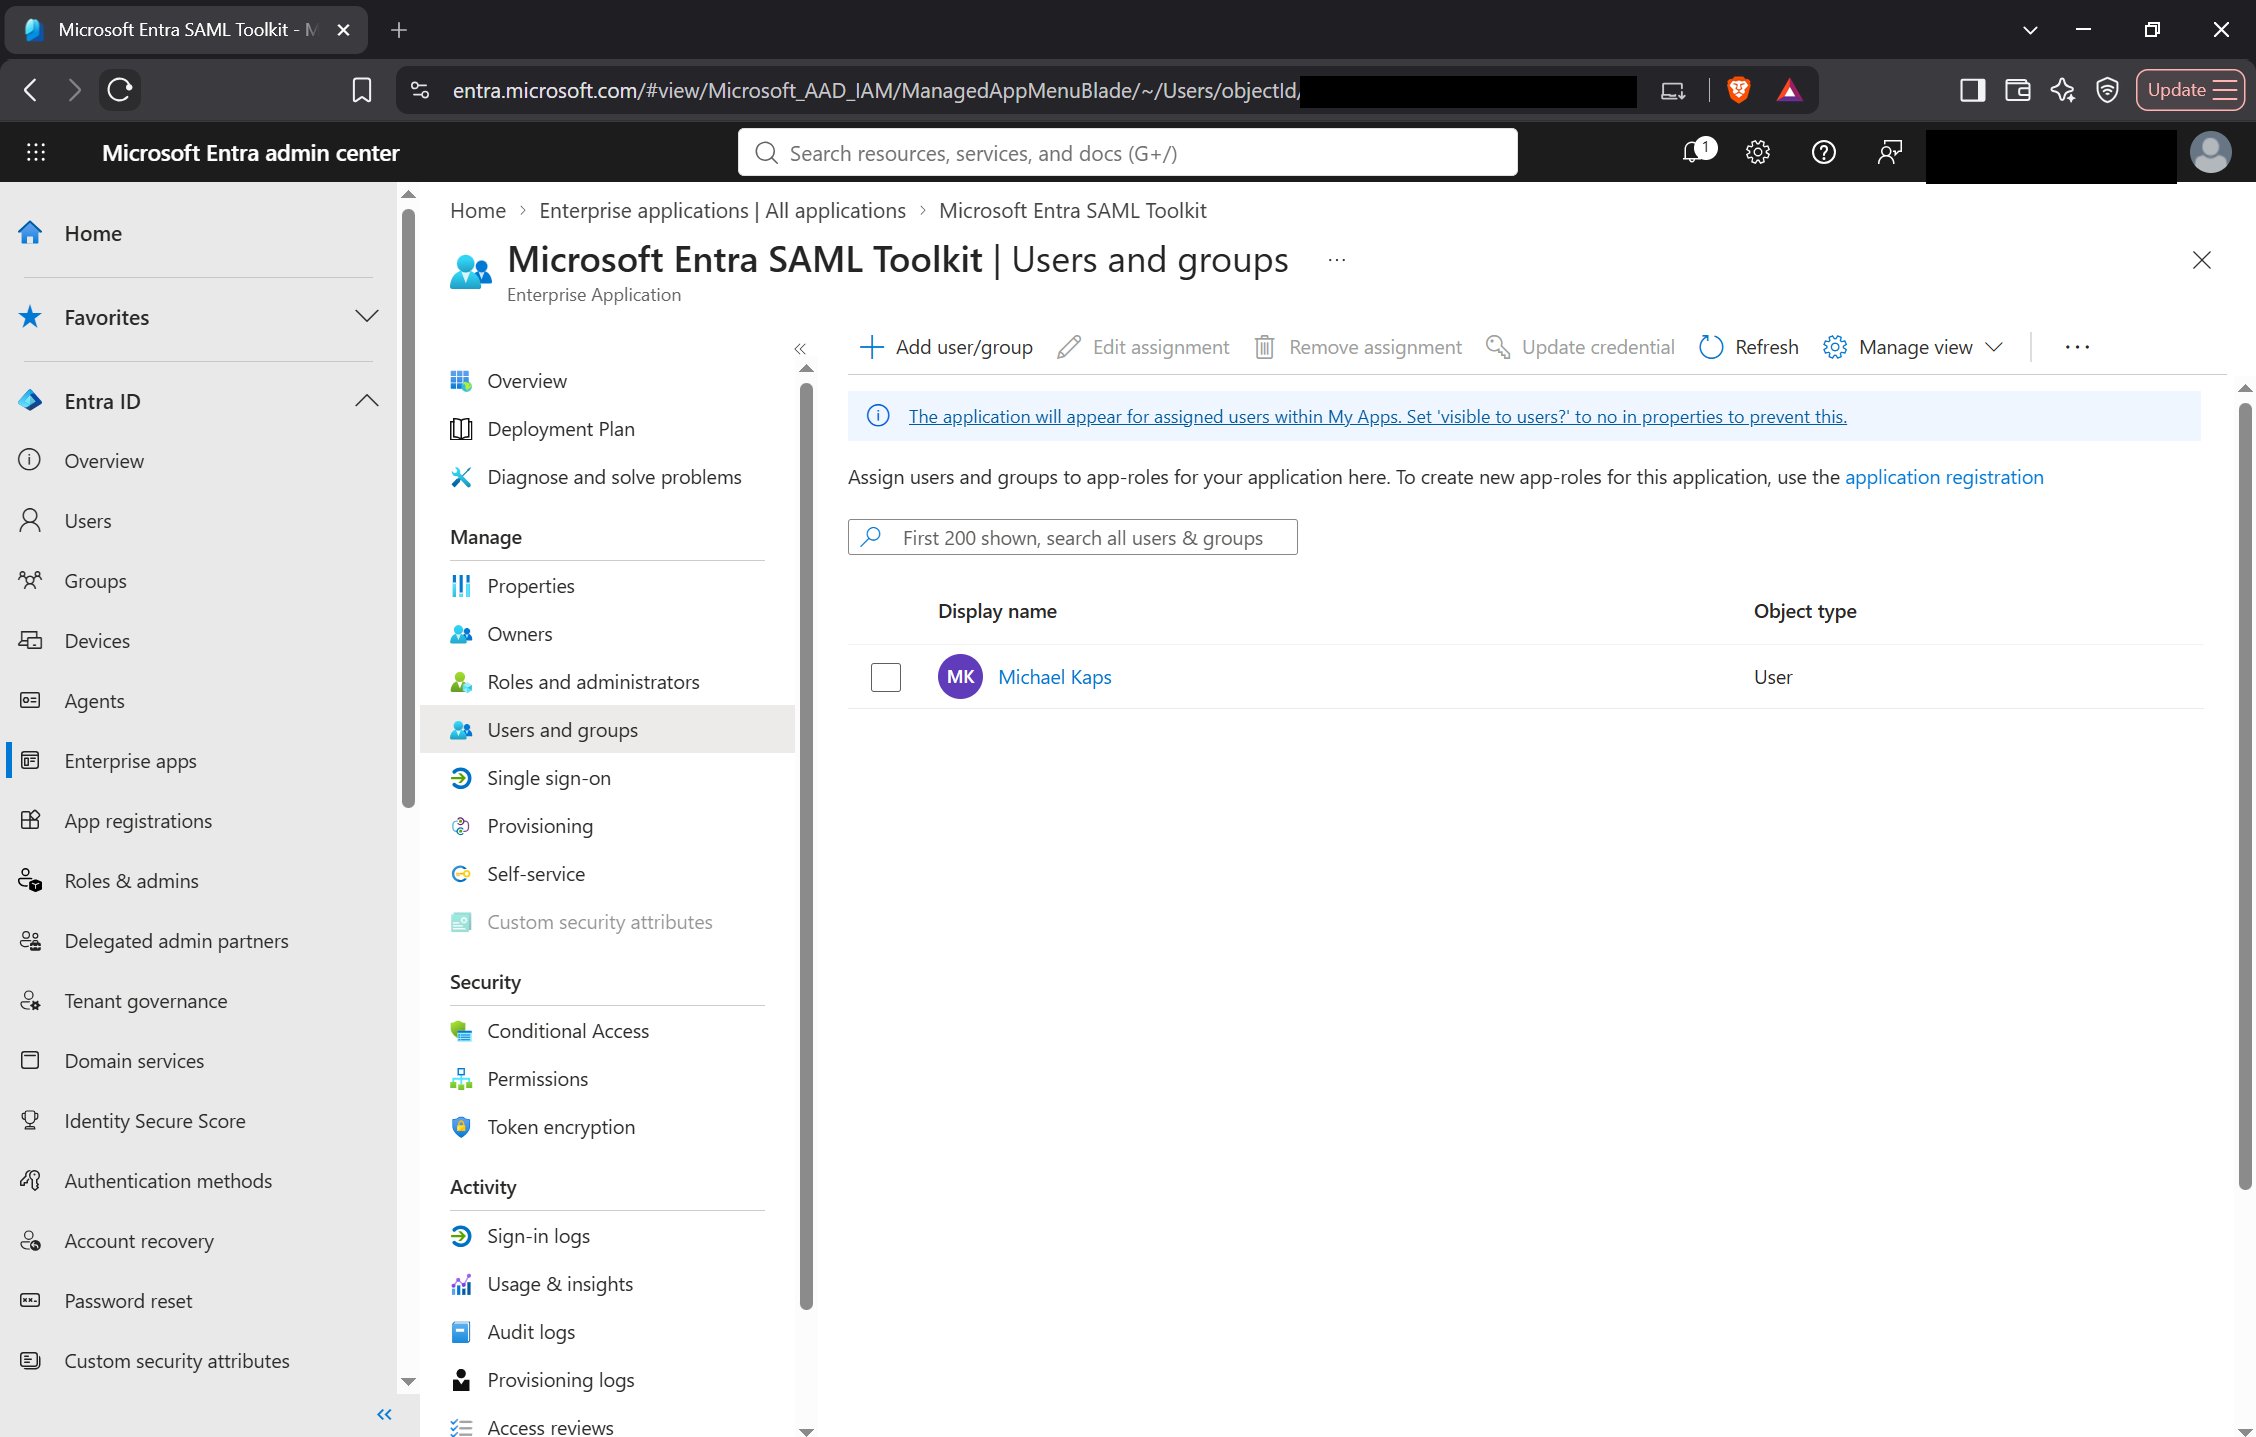 Microsoft Entra SAML Toolkit - M
entra.microsoft.com/#view/Microsoft_AAD_IAM/ManagedAppMenuBlade/~/Users/objectId/
Update
Microsoft Entra admin center
Search resources, services, and docs (G+/)
1
Home
Favorites
Entra ID
Overview
Users
Groups
Devices
Agents
Enterprise apps
App registrations
Roles & admins
Delegated admin partners
Tenant governance
Domain services
Identity Secure Score
Authentication methods
Account recovery
Password reset
Custom security attributes
Home > Enterprise applications | All applications > Microsoft Entra SAML Toolkit
Microsoft Entra SAML Toolkit | Users and groups ...
Enterprise Application
Overview
Deployment Plan
Diagnose and solve problems
Manage
Properties
Owners
Roles and administrators
Users and groups
Single sign-on
Provisioning
Self-service
Custom security attributes
Security
Conditional Access
Permissions
Token encryption
Activity
Sign-in logs
Usage & insights
Audit logs
Provisioning logs
Access reviews
Add user/group Edit assignment Remove assignment Update credential Refresh Manage view ...
The application will appear for assigned users within My Apps. Set 'visible to users?' to no in properties to prevent this.
Assign users and groups to app-roles for your application here. To create new app-roles for this application, use the application registration
First 200 shown, search all users & groups
Display name Object type
MK Michael Kaps User